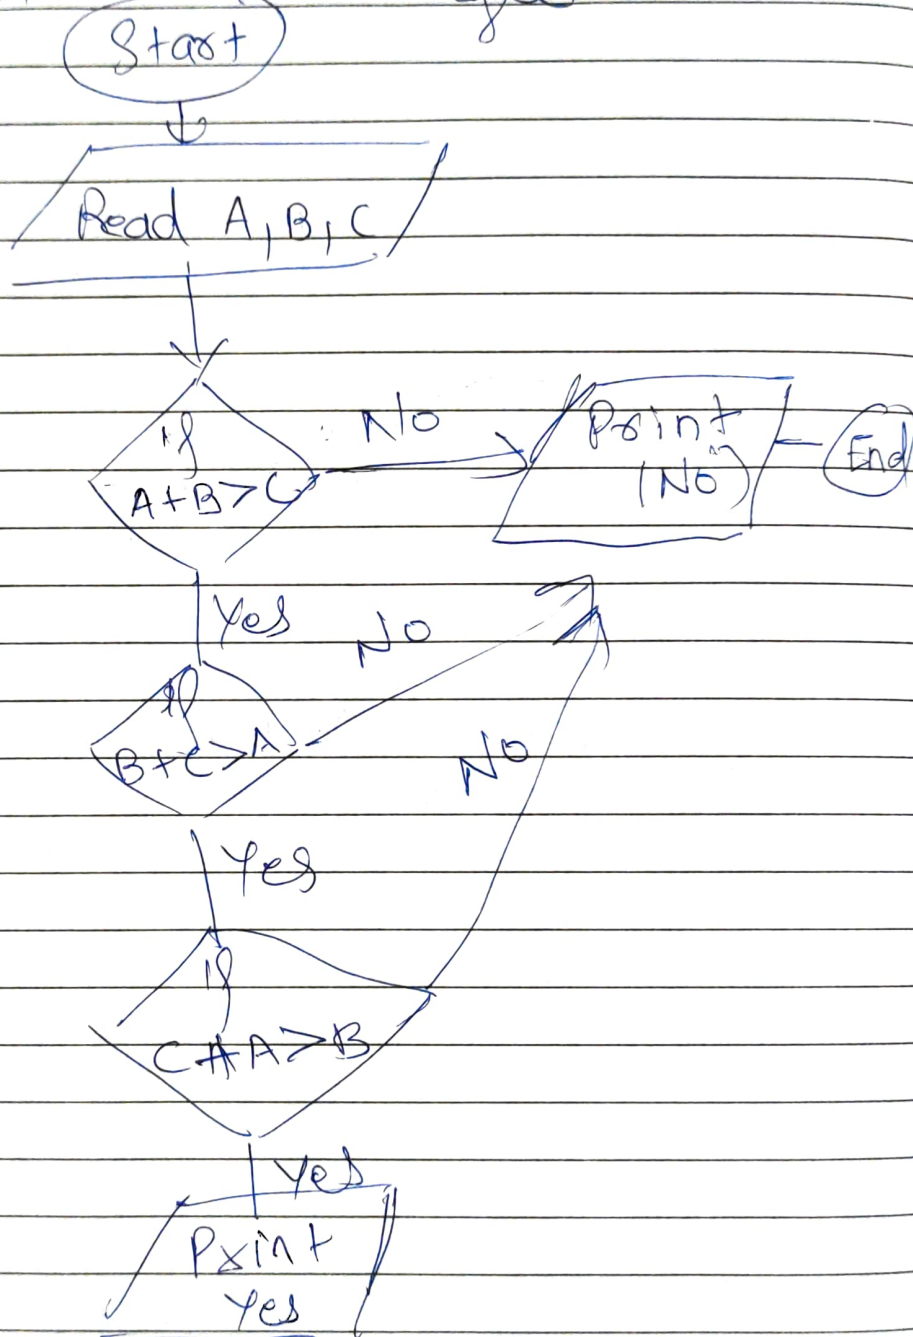 Start
Read A, B, C
if
A+B>C
No
Print
("No")
End
Yes
If
B+C>A
No
Yes
if
C+A>B
No
Yes
Print
Yes